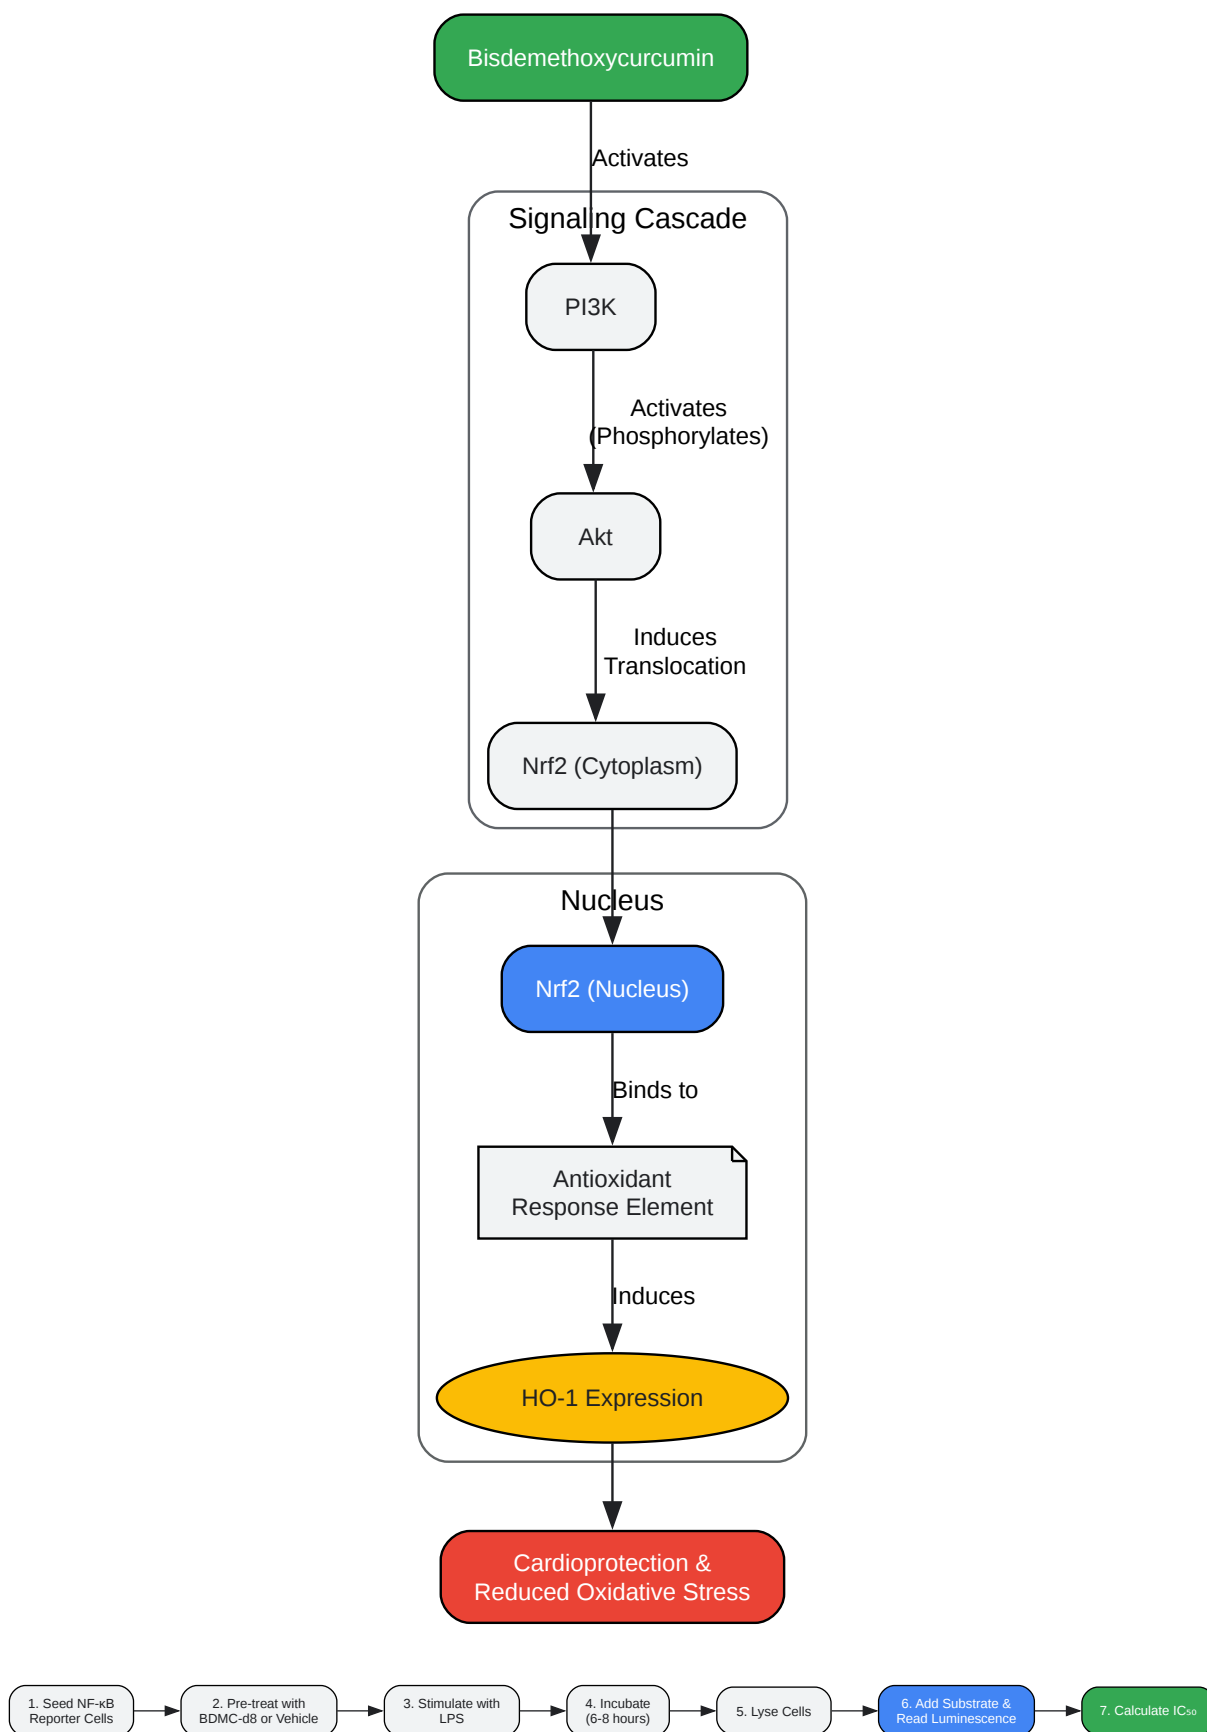 Bisdemethoxycurcumin
Activates
Signaling Cascade
PI3K
Activates
(Phosphorylates)
Akt
Induces
Translocation
Nrf2 (Cytoplasm)
Nucleus
Nrf2 (Nucleus)
Binds to
Antioxidant
Response Element
Induces
HO-1 Expression
Cardioprotection &
Reduced Oxidative Stress
1. Seed NF-κB
Reporter Cells
2. Pre-treat with
BDMC-d8 or Vehicle
3. Stimulate with
LPS
4. Incubate
(6-8 hours)
5. Lyse Cells
6. Add Substrate &
Read Luminescence
7. Calculate IC₅₀